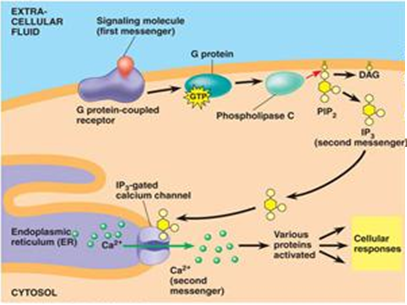 EXTRA-
CELLULAR
FLUID
Signaling molecule
(first messenger)
G protein
GTP
G protein-coupled
receptor
Phospholipase C
PIP2
DAG
IP3
(second messenger)
IP3-gated
calcium channel
Endoplasmic
reticulum (ER)
Ca2+
Ca2+
(second
messenger)
Various
proteins
activated
Cellular
responses
CYTOSOL